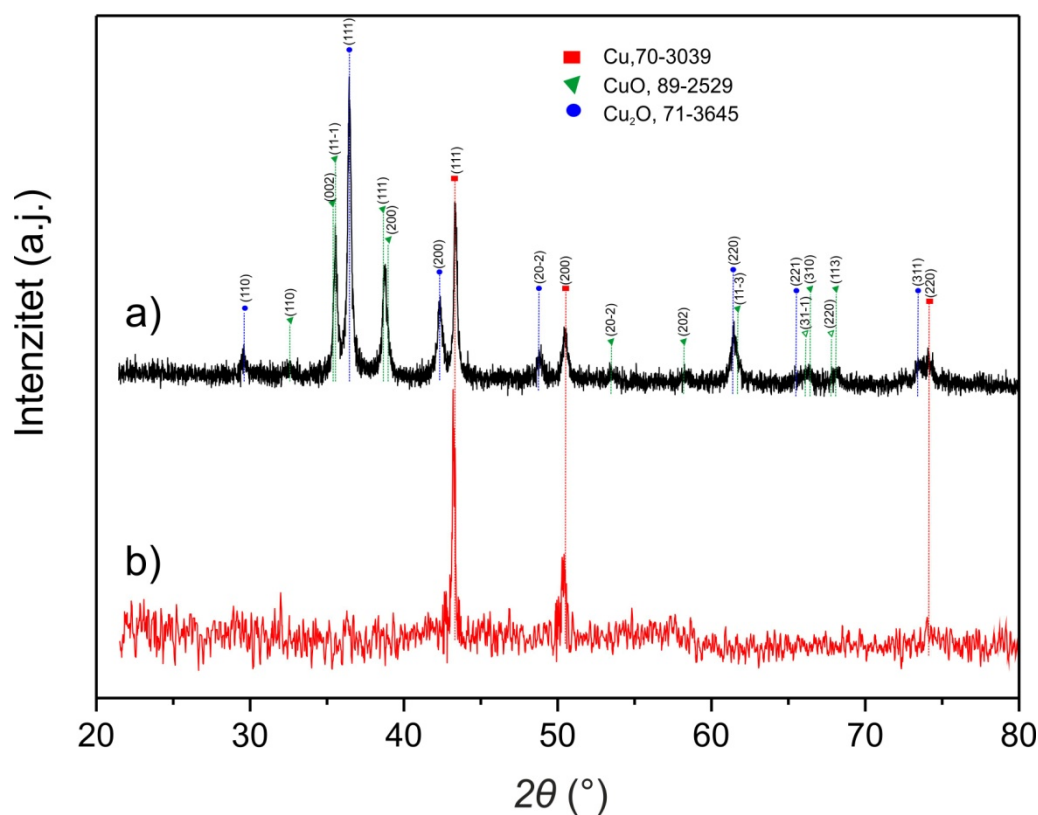 Cu,70-3039
CuO, 89-2529
Cu₂O, 71-3645
(111)
(11-1)
(002)
(111)
(200)
(111)
(110)
(110)
(200)
(20-2)
(200)
(20-2)
(202)
(220)
(11-3)
(221)
(310)
(31-1)
(113)
(220)
(311)
(220)
a)
b)
Intenzitet (a.j.)
20 30 40 50 60 70 80
2θ (°)